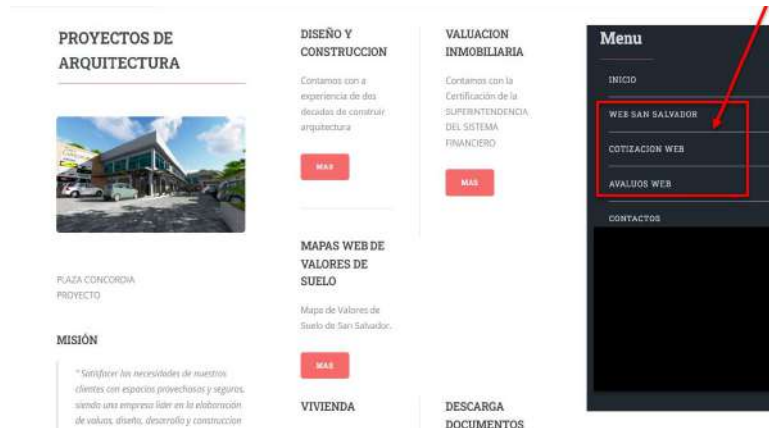 PROYECTOS DE
ARQUITECTURA
PLAZA CONCORDIA
PROYECTO
MISIÓN
" Satisfacer las necesidades de nuestros
clientes con espacios provechosos y seguros,
siendo una empresa lider en la elaboración
de valuos, diseño, desarrollo y construccion
DISEÑO Y
CONSTRUCCION
Contamos con a
experiencia de dos
decadas de construir
arquitectura
MAS
MAPAS WEB DE
VALORES DE
SUELO
Mapa de Valores de
Suelo de San Salvador.
MAS
VIVIENDA
VALUACION
INMOBILIARIA
Contamos con la
Certificación de la
SUPERINTENDENCIA
DEL SISTEMA
FINANCIERO
MAS
DESCARGA
DOCUMENTOS
Menu
INICIO
WEB SAN SALVADOR
COTIZACION WEB
AVALUOS WEB
CONTACTOS